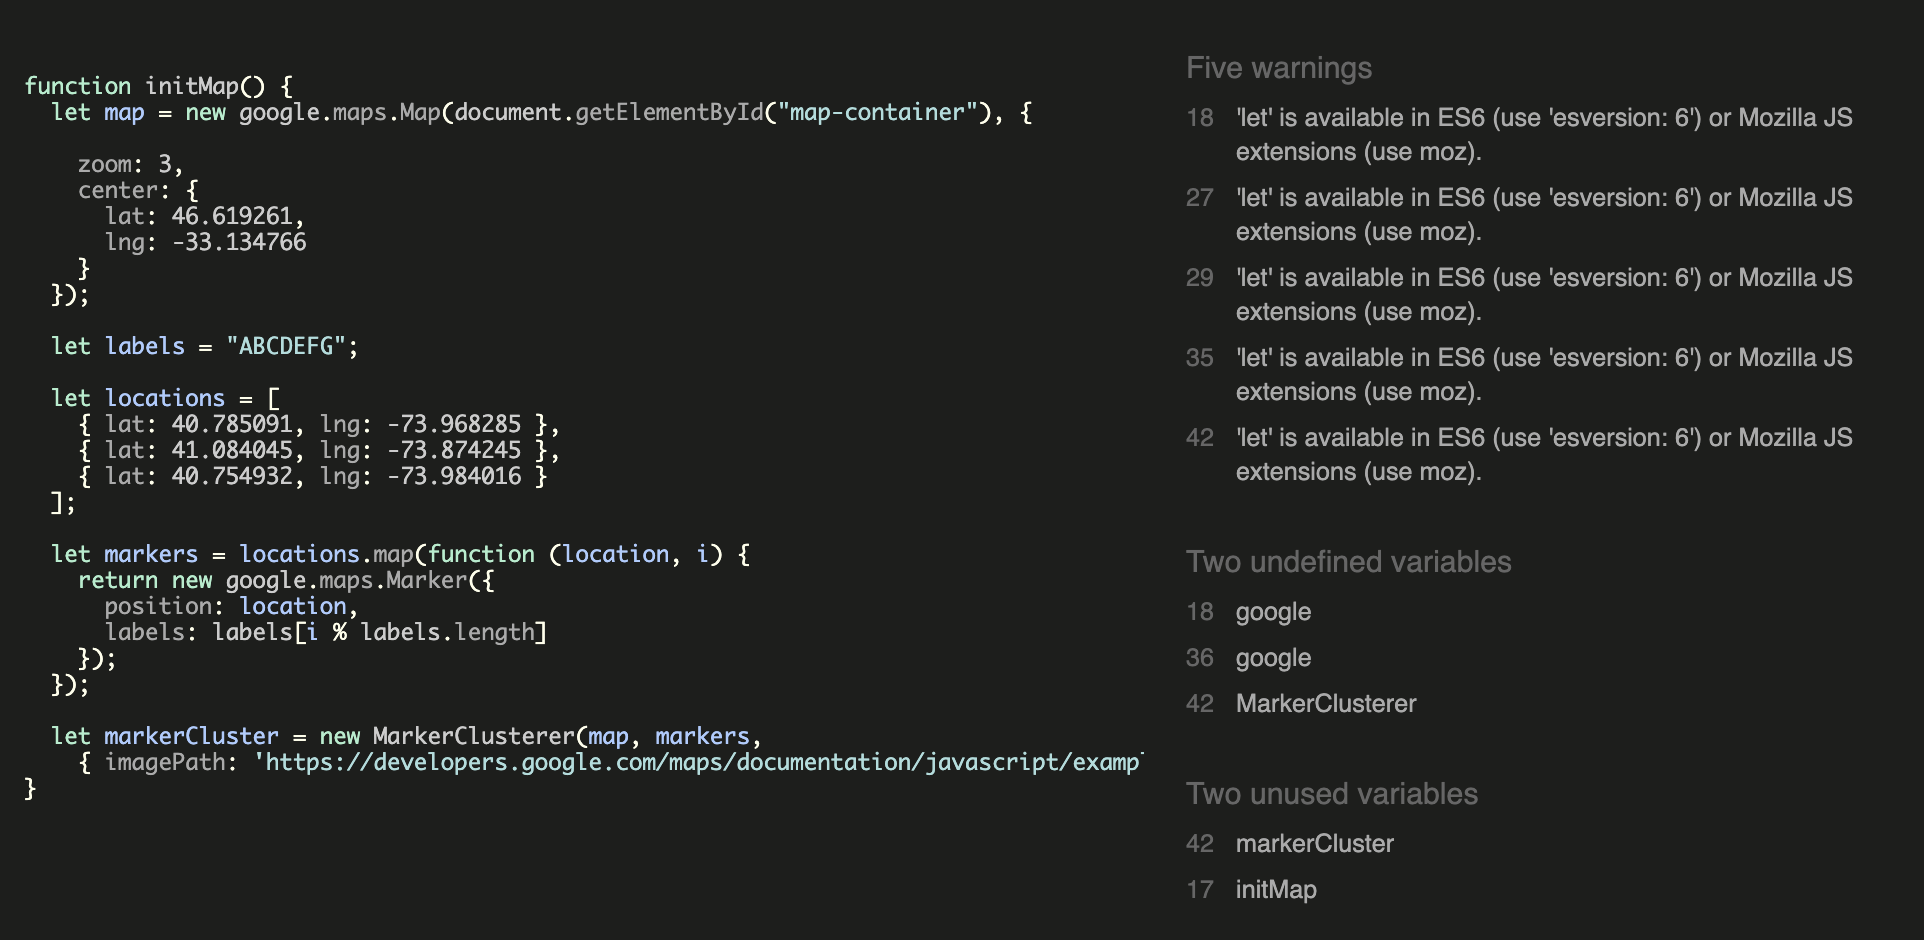 function initMap() {
  let map = new google.maps.Map(document.getElementById("map-container"), {
    zoom: 3,
    center: {
      lat: 46.619261,
      lng: -33.134766
    }
  });
  let labels = "ABCDEFG";
  let locations = [
    { lat: 40.785091, lng: -73.968285 },
    { lat: 41.084045, lng: -73.874245 },
    { lat: 40.754932, lng: -73.984016 }
  ];
  let markers = locations.map(function (location, i) {
    return new google.maps.Marker({
      position: location,
      labels: labels[i % labels.length]
    });
  });
  let markerCluster = new MarkerClusterer(map, markers,
    { imagePath: 'https://developers.google.com/maps/documentation/javascript/examp
}
Five warnings
18 'let' is available in ES6 (use 'esversion: 6') or Mozilla JS
extensions (use moz).
27 'let' is available in ES6 (use 'esversion: 6') or Mozilla JS
extensions (use moz).
29 'let' is available in ES6 (use 'esversion: 6') or Mozilla JS
extensions (use moz).
35 'let' is available in ES6 (use 'esversion: 6') or Mozilla JS
extensions (use moz).
42 'let' is available in ES6 (use 'esversion: 6') or Mozilla JS
extensions (use moz).
Two undefined variables
18 google
36 google
42 MarkerClusterer
Two unused variables
42 markerCluster
17 initMap